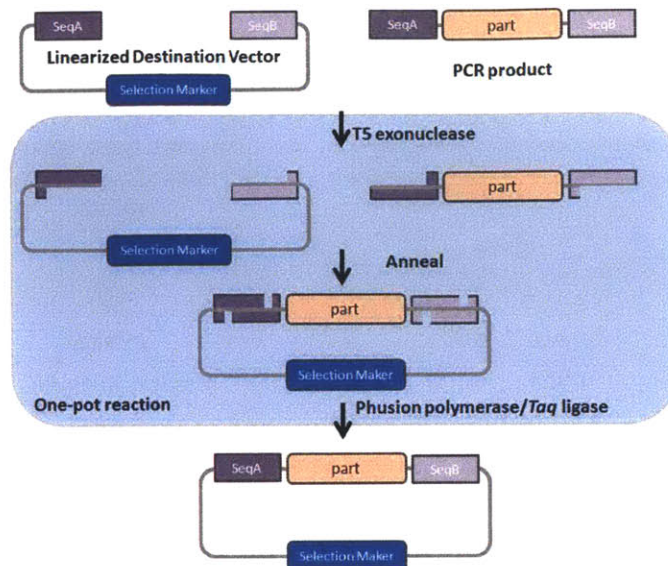 SeqA
SeqB
SeqA
part
SeqB
Linearized Destination Vector
PCR product
Selection Marker
T5 exonuclease
part
Selection Marker
Anneal
part
Selection Maker
One-pot reaction
Phusion polymerase/Taq ligase
SeqA
part
SeqB
Selection Maker